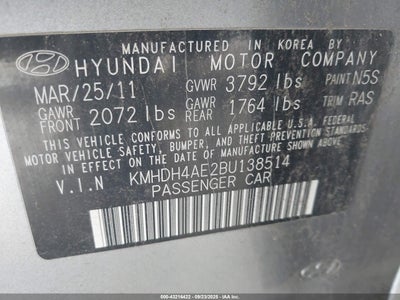 MANUFACTURED IN KOREA BY
HYUNDAI MOTOR COMPANY
MAR/25/11 GVWR 3792 lbs PAINT N5S
GAWR FRONT 2072 lbs GAWR REAR 1764 lbs TRIM RAS
THIS VEHICLE CONFORMS TO ALL APPLICABLE U.S.A. FEDERAL
MOTOR VEHICLE SAFETY, BUMPER, AND THEFT PREVENTION
STANDARDS IN EFFECT ON THE DATE OF MANUFACTURE SHOWN ABOVE.
V.I.N KMHDH4AE2BU138514
PASSENGER CAR